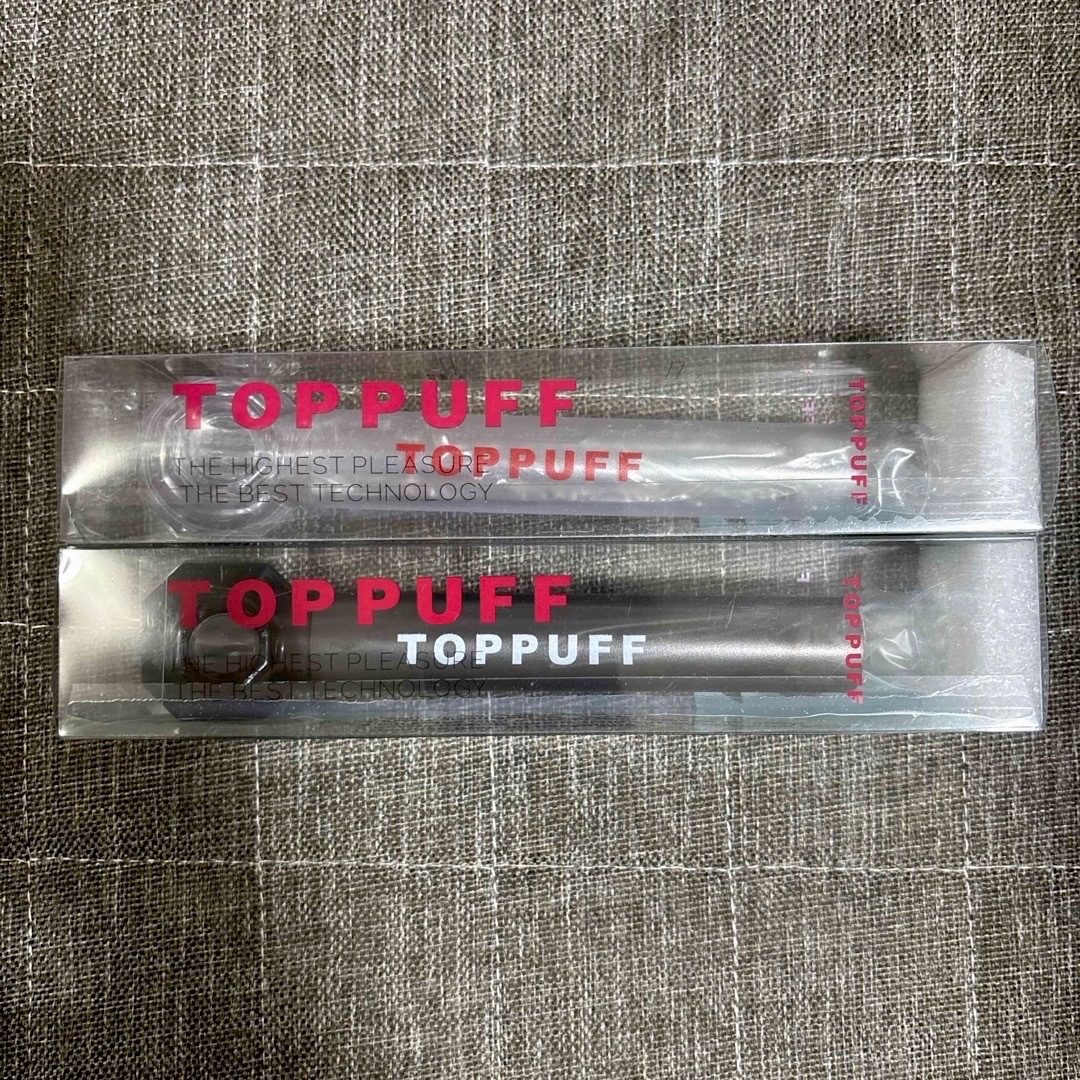 TOPPUFF
TOPPUFF
THE HIGHEST PLEASURE
THE BEST TECHNOLOGY
TOPPUFF
TOPPUFF
TOPPUFF
THE HIGHEST PLEASURE
THE BEST TECHNOLOGY
TOPPUFF